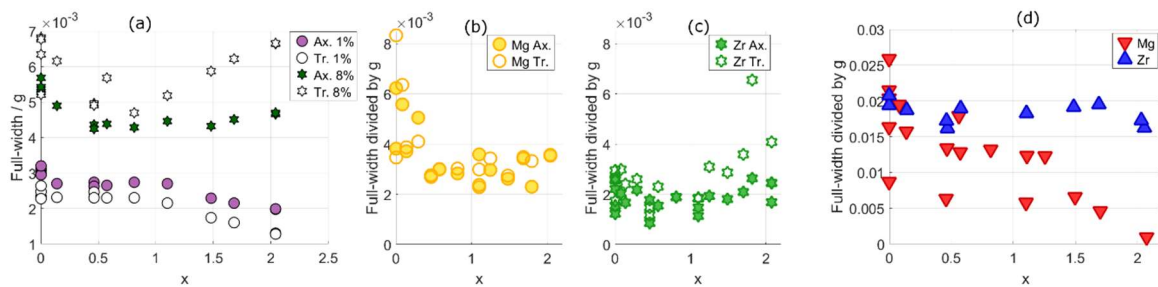 (a)
7 ×10⁻³
6
5
4
3
2
1
0 0.5 1 1.5 2 2.5
x
Full-width / g
Ax. 1%
Tr. 1%
Ax. 8%
Tr. 8%
(b)
×10⁻³
8
6
4
2
0
0 1 2
x
Full-width divided by g
Mg Ax.
Mg Tr.
(c)
×10⁻³
8
6
4
2
0
0 1 2
x
Full-width divided by g
Zr Ax.
Zr Tr.
(d)
0.03
0.025
0.02
0.015
0.01
0.005
0
0 0.5 1 1.5 2
x
Full-width divided by g
Mg
Zr